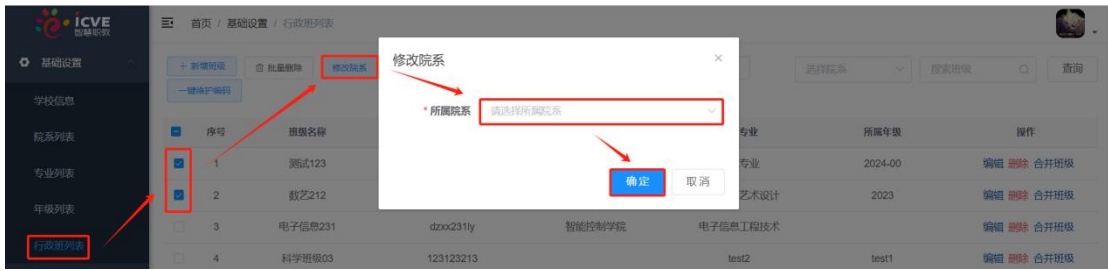 icve
智慧职教
首页 / 基础设置 / 行政班列表
基础设置
学校信息
院系列表
专业列表
年级列表
行政班列表
+ 新增班级
批量删除
修改院系
选择院系
搜索班级
查询
一键维护编码
修改院系
* 所属院系
请选择所属院系
确定
取消
序号 班级名称 专业 所属年级 操作
1 测试123 专业 2024-00 编辑 删除 合并班级
2 数艺212 艺术设计 2023 编辑 删除 合并班级
3 电子信息231 dzxx231ly 智能控制学院 电子信息工程技术 编辑 删除 合并班级
4 科学班级03 123123213 test2 test1 编辑 删除 合并班级